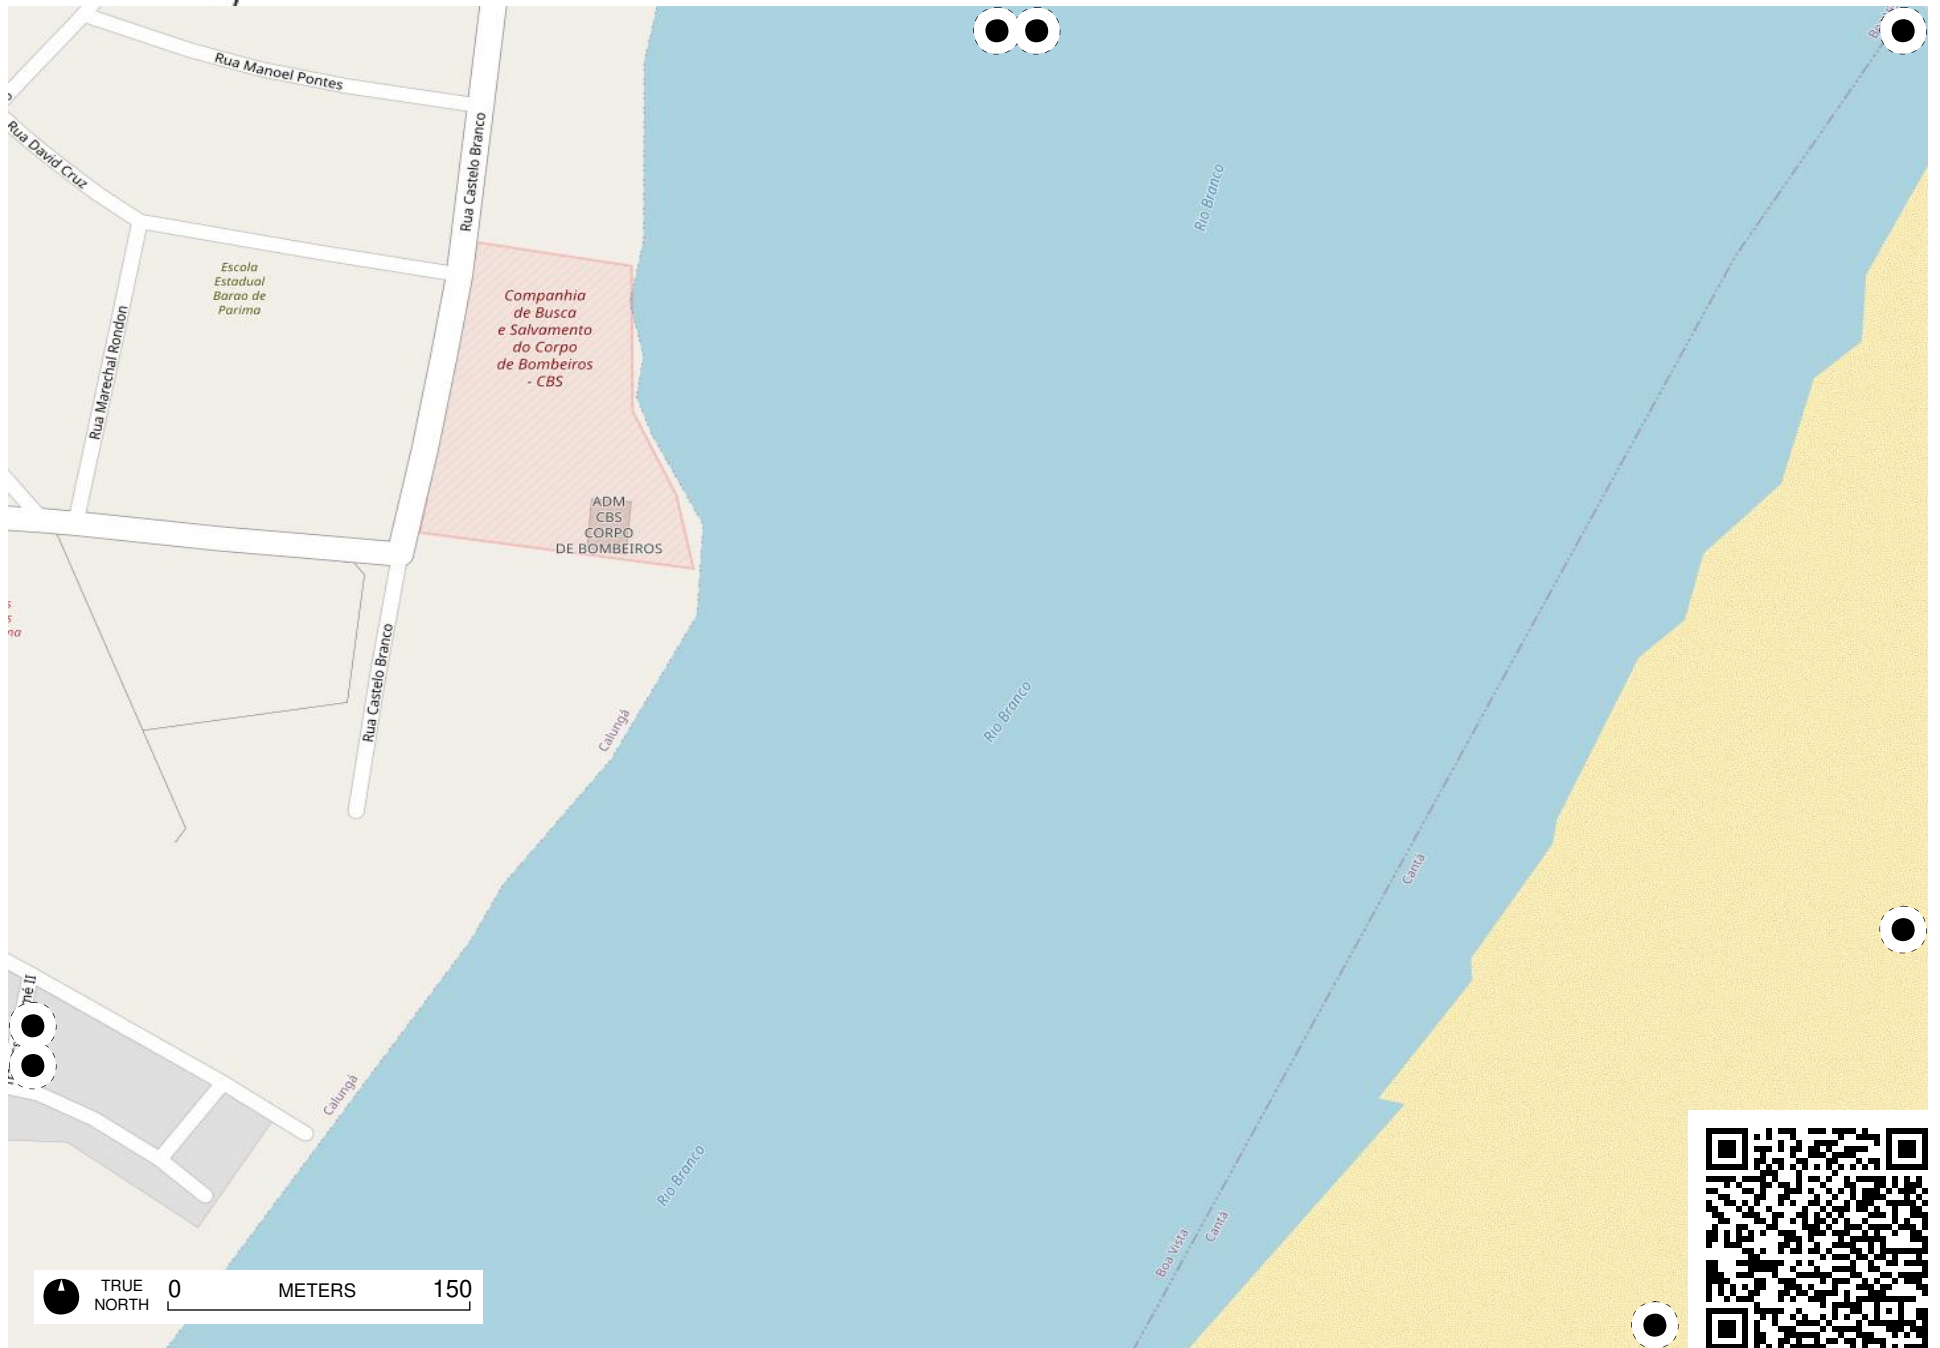 Rua Manoel Pontes
Rua David Cruz
Rua Castelo Branco
Rio Branco
Escola
Estadual
Barao de
Parima
Companhia
de Busca
e Salvamento
do Corpo
de Bombeiros
- CBS
Rua Marechal Rondon
ADM
CBS
CORPO
DE BOMBEIROS
Rua Castelo Branco
Calungá
Rio Branco
Cantá
Calungá
Rio Branco
Boa Vista
Cantá
TRUE
NORTH
0 METERS 150